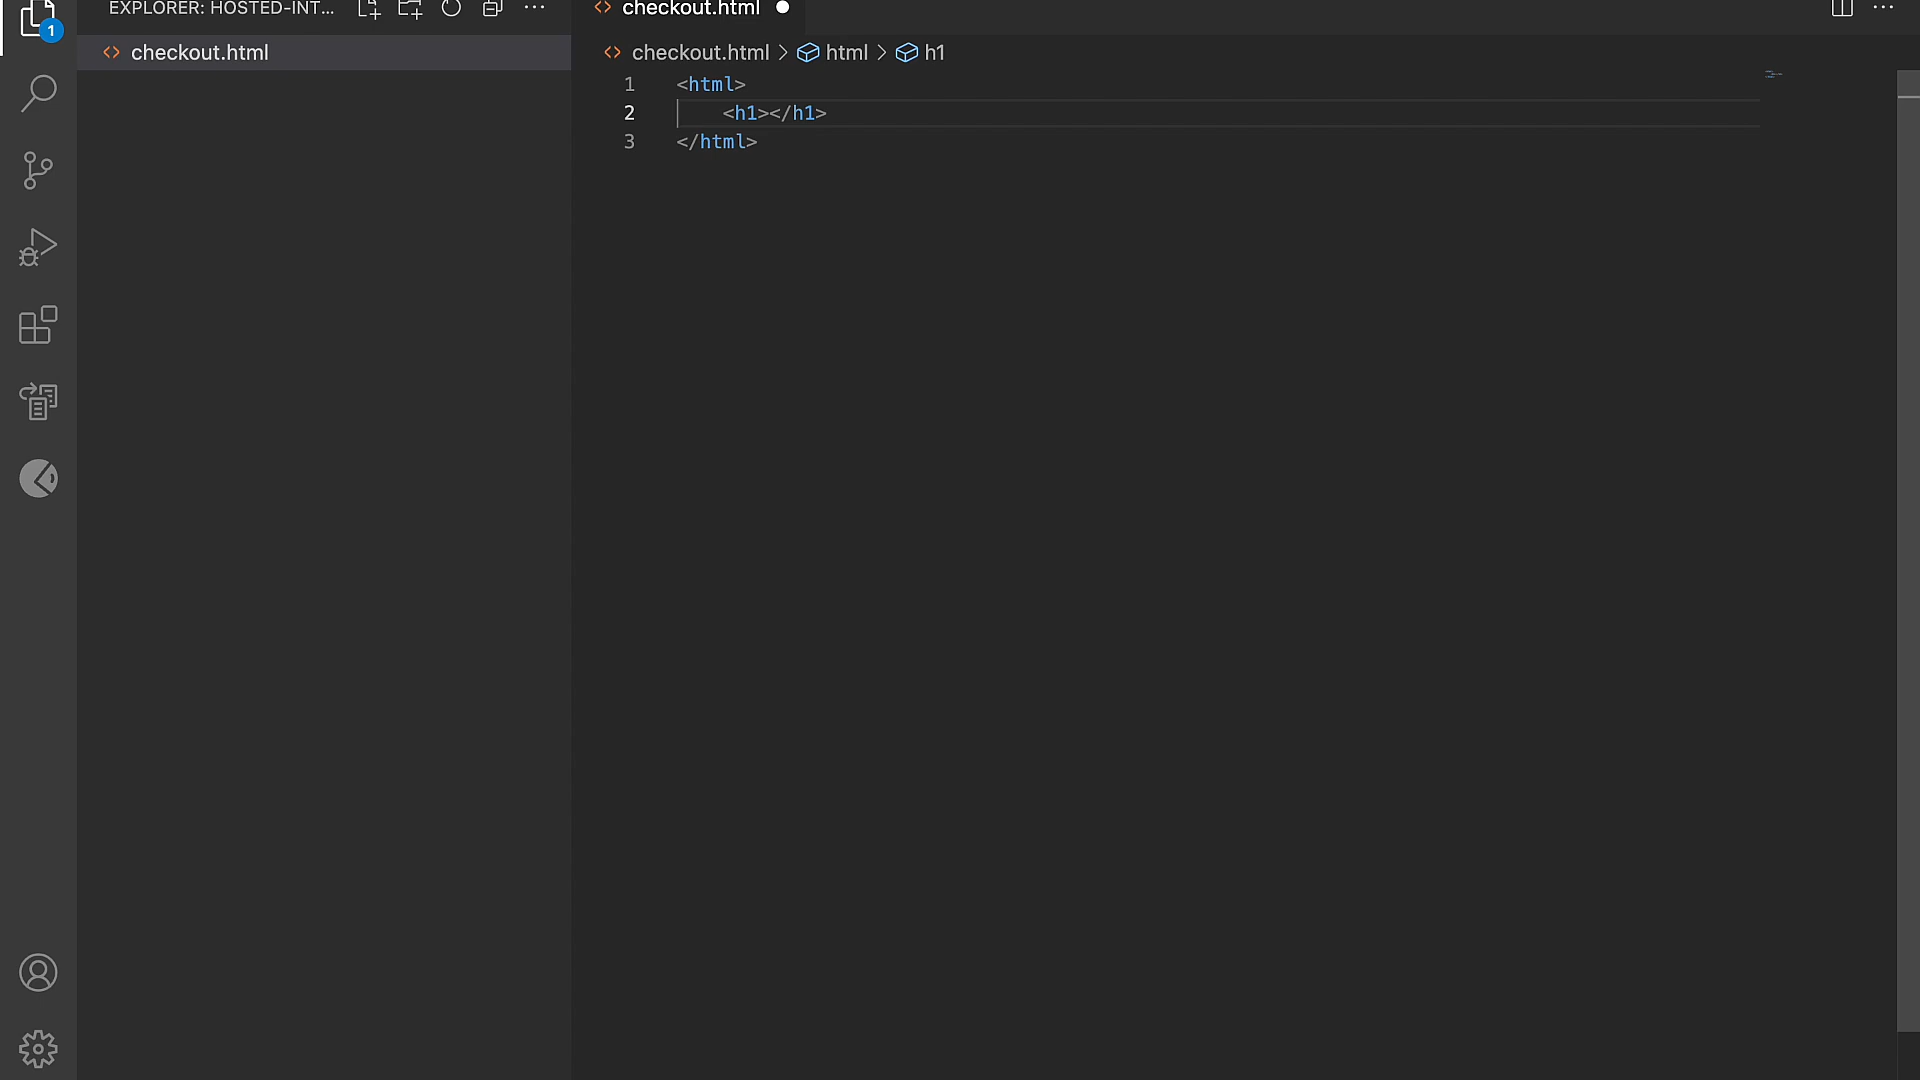 EXPLORER: HOSTED-INT...
1
checkout.html
checkout.html
checkout.html > html > h1
1 <html>
2 <h1></h1>
3 </html>